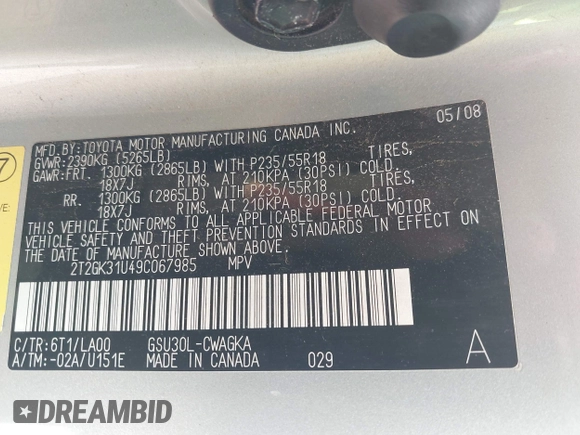 05/08
MFD.BY:TOYOTA MOTOR MANUFACTURING CANADA INC.
GVWR:2390KG (5265LB)
GAWR:FRT. 1300KG (2865LB) WITH P235/55R18 TIRES,
18X7J RIMS, AT 210KPA (30PSI) COLD.
RR. 1300KG (2865LB) WITH P235/55R18 TIRES,
18X7J RIMS, AT 210KPA (30PSI) COLD.
THIS VEHICLE CONFORMS TO ALL APPLICABLE FEDERAL MOTOR
VEHICLE SAFETY AND THEFT PREVENTION STANDARDS IN EFFECT ON
THE DATE OF MANUFACTURE SHOWN ABOVE.
2T2GK31U49C067985 MPV
C/TR:6T1/LA00 GSU30L-CWAGKA
A/TM:-02A/U151E MADE IN CANADA 029 A
7
E:
DREAMBID